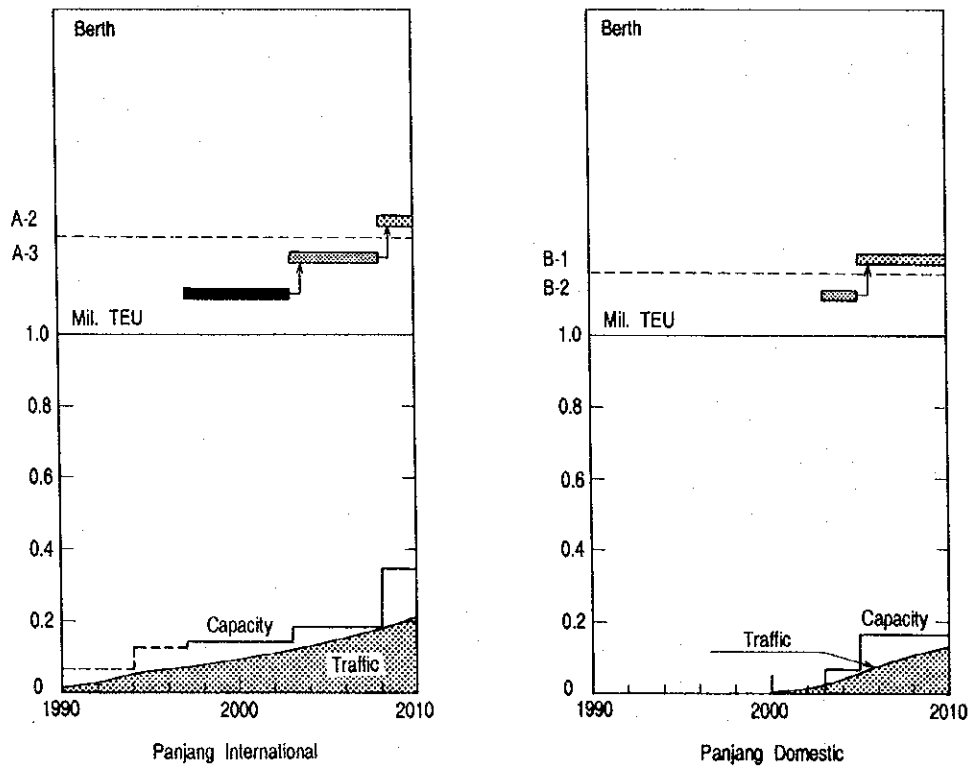 Berth
A-2
A-3
Mil. TEU
1.0
0.8
0.6
0.4
0.2
0
Capacity
Traffic
1990
2000
2010
Panjang International
Berth
B-1
B-2
Mil. TEU
1.0
0.8
0.6
0.4
0.2
0
Capacity
Traffic
1990
2000
2010
Panjang Domestic